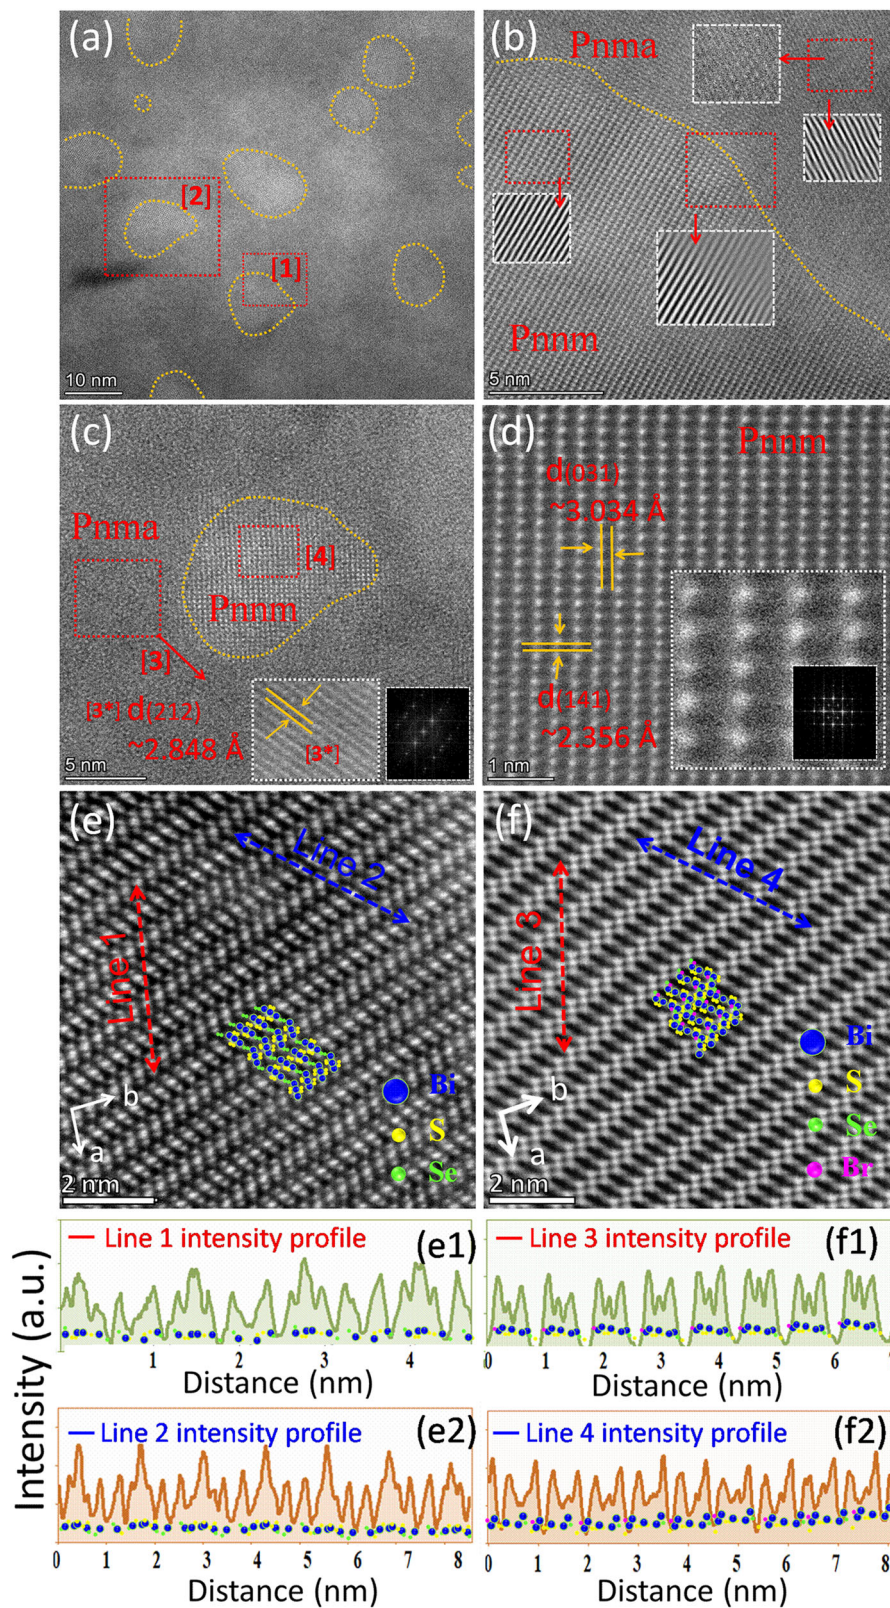 (a)
[2]
[1]
10 nm
(b)
Pnma
Pnnm
5 nm
(c)
Pnma
[4]
Pnnm
[3]
[3*] d(212)
~2.848 Å
[3*]
5 nm
(d)
Pnnm
d(031)
~3.034 Å
d(141)
~2.356 Å
1 nm
(e)
Line 2
Line 1
b
a
Bi
S
Se
2 nm
(f)
Line 4
Line 3
b
a
Bi
S
Se
Br
2 nm
Intensity (a.u.)
Line 1 intensity profile
(e1)
1 2 3 4
Distance (nm)
Line 3 intensity profile
(f1)
0 1 2 3 4 5 6 7
Distance (nm)
Line 2 intensity profile
(e2)
0 1 2 3 4 5 6 7 8
Distance (nm)
Line 4 intensity profile
(f2)
0 1 2 3 4 5 6 7 8
Distance (nm)